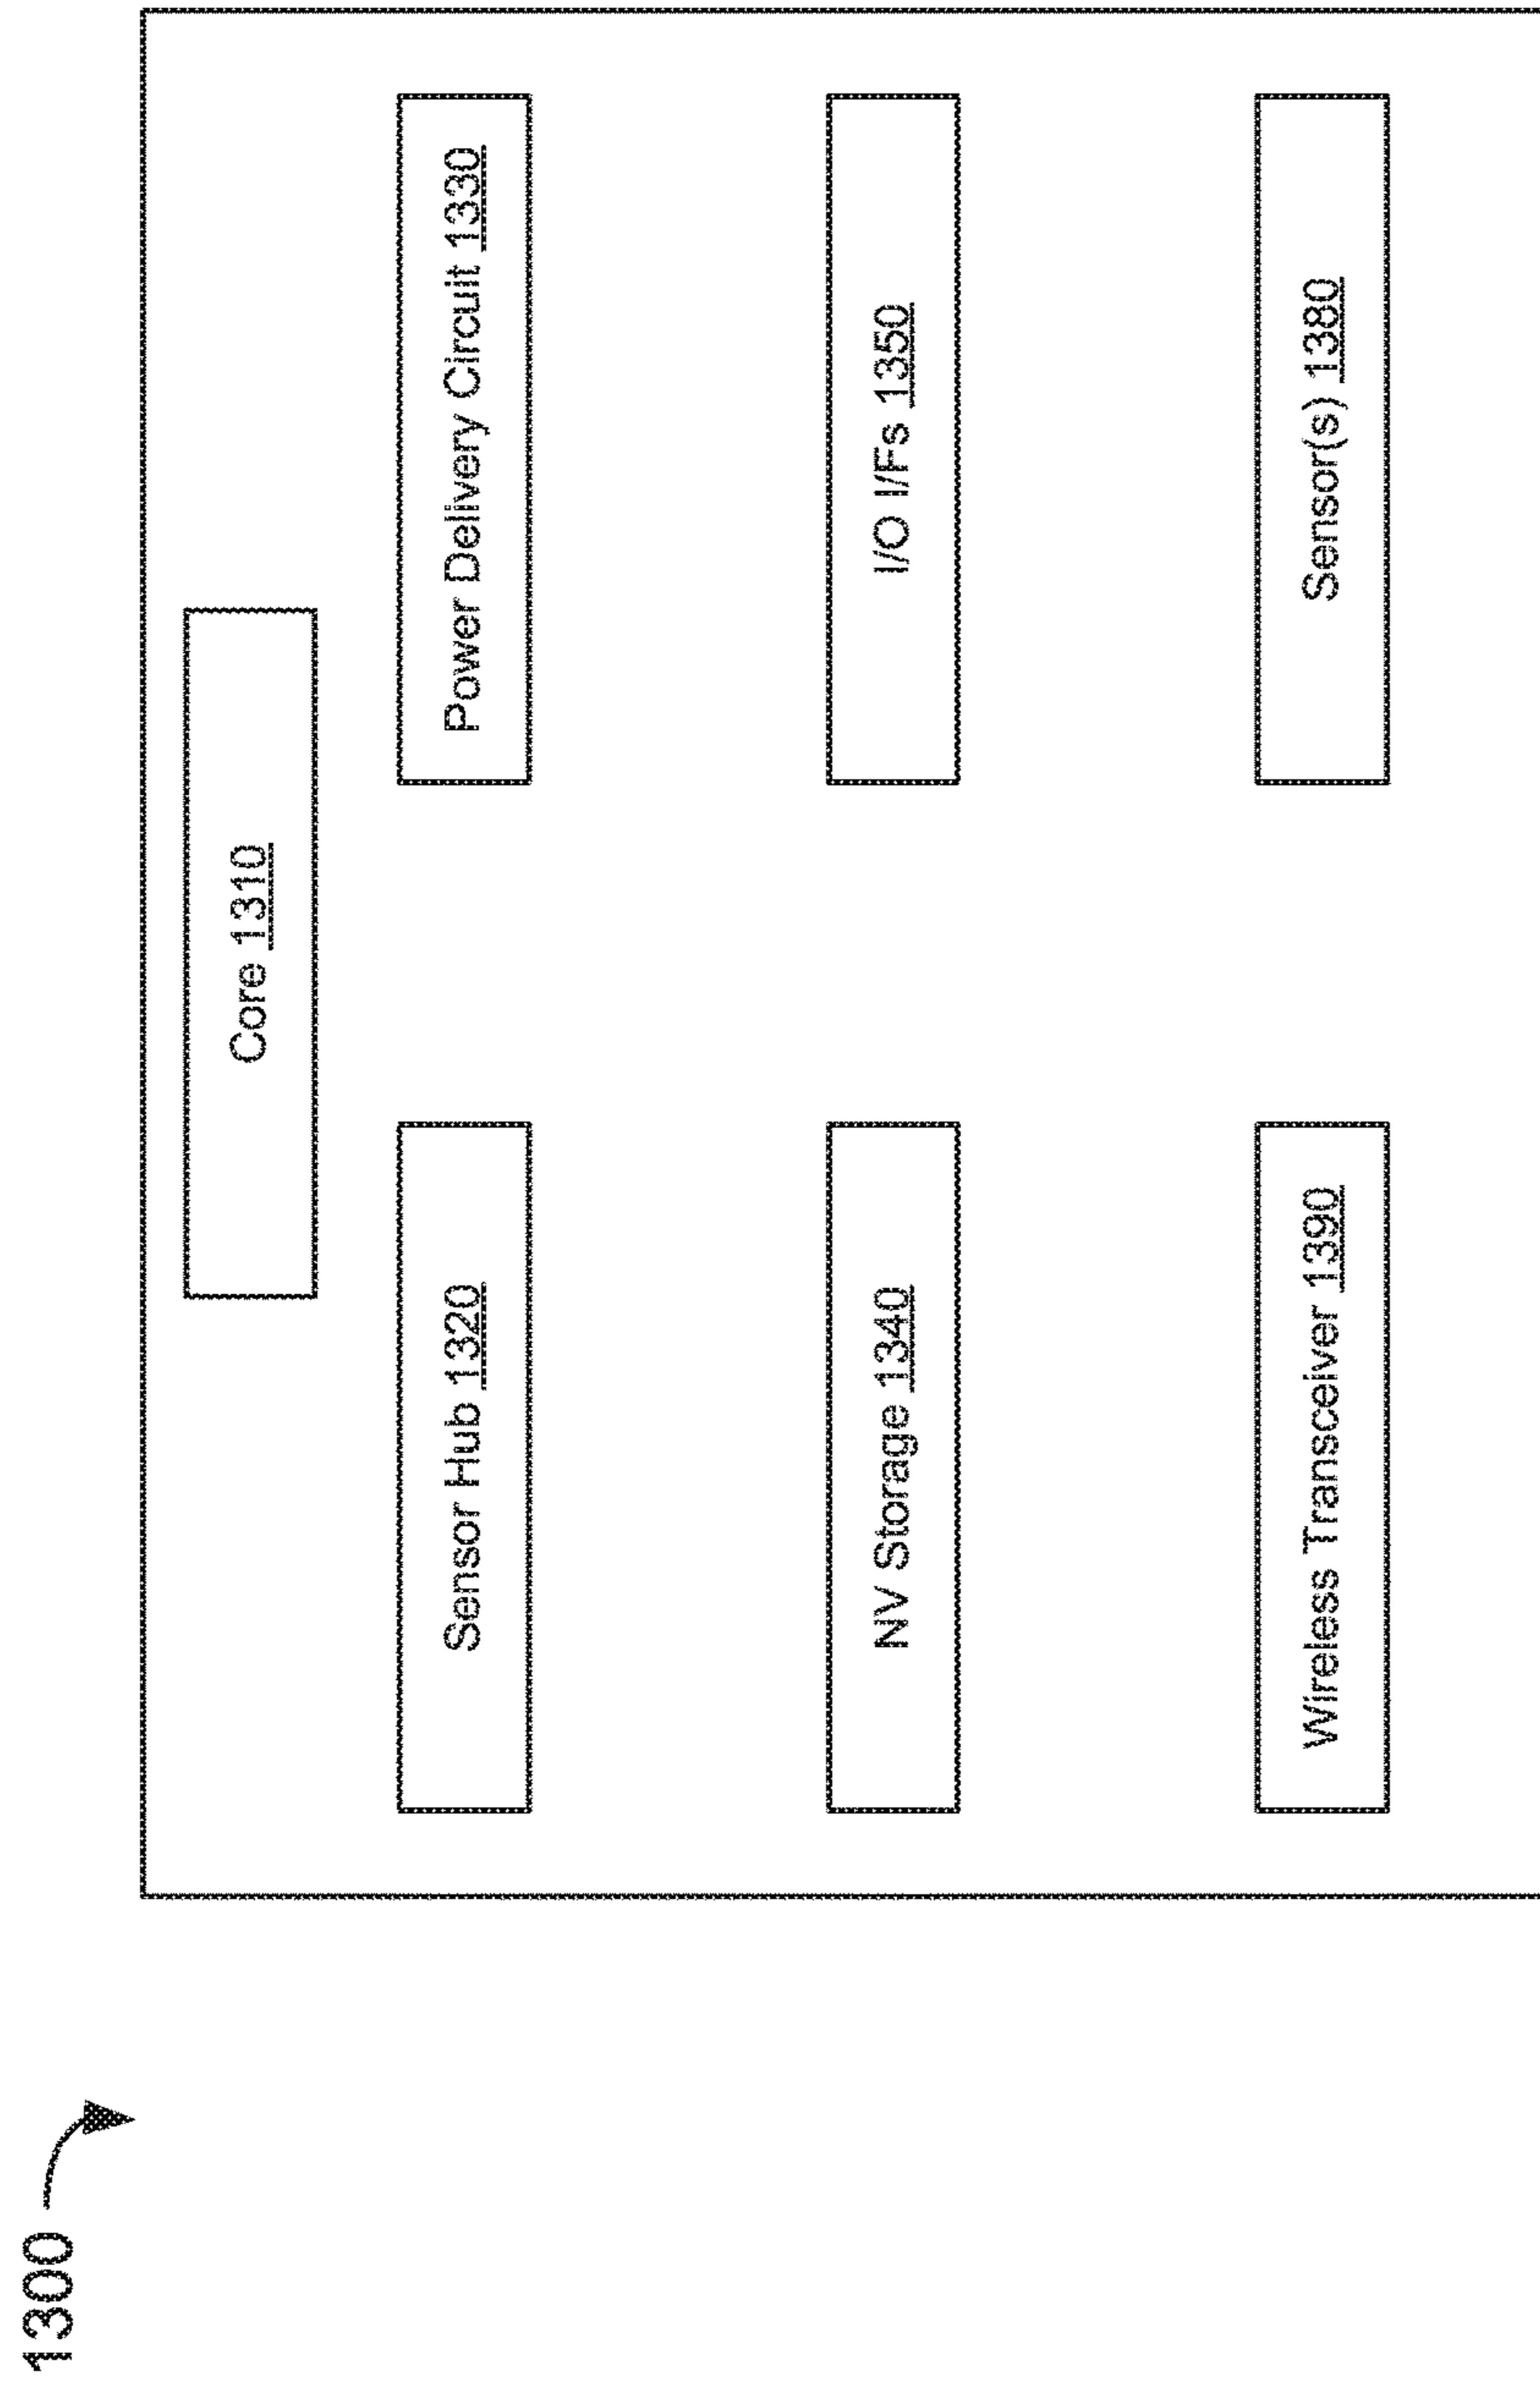 1300
Core 1310
Sensor Hub 1320
Power Delivery Circuit 1330
NV Storage 1340
I/O I/Fs 1350
Wireless Transceiver 1390
Sensor(s) 1380